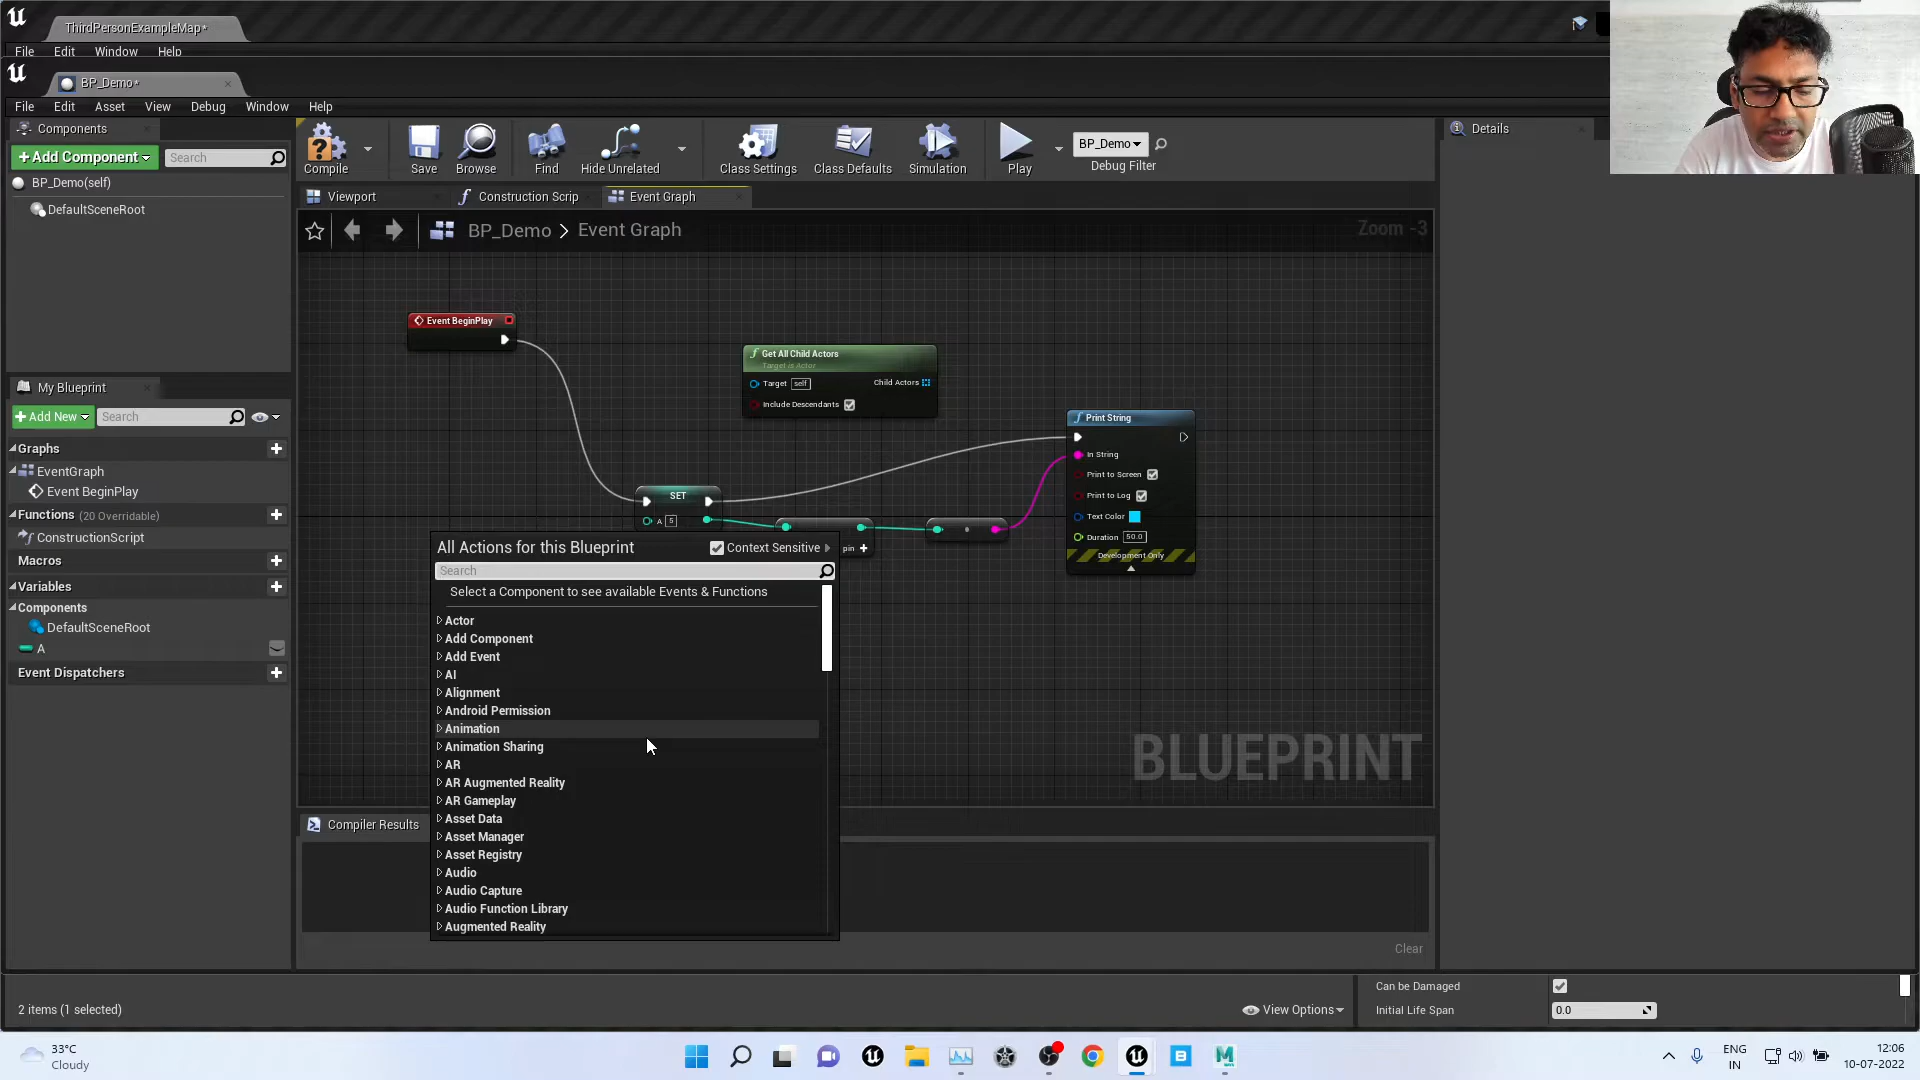 ThirdPersonExampleMap*
File Edit Window Help
BP_Demo*
File Edit Asset View Debug Window Help
Components
+Add Component
Search
BP_Demo(self)
DefaultSceneRoot
Compile
Save
Browse
Find
Hide Unrelated
Class Settings
Class Defaults
Simulation
Play
BP_Demo
Debug Filter
Details
Viewport
Construction Scrip
Event Graph
BP_Demo > Event Graph
Zoom -3
Event BeginPlay
Get All Child Actors
Target is Actor
Target self
Child Actors
Include Descendants
Print String
In String
Print to Screen
Print to Log
Text Color
Duration 50.0
Development Only
SET
A 5
pin +
My Blueprint
+Add New
Search
Graphs
EventGraph
Event BeginPlay
Functions (20 Overridable)
ConstructionScript
Macros
Variables
Components
DefaultSceneRoot
A
Event Dispatchers
All Actions for this Blueprint
Context Sensitive
Search
Select a Component to see available Events & Functions
Actor
Add Component
Add Event
AI
Alignment
Android Permission
Animation
Animation Sharing
AR
AR Augmented Reality
AR Gameplay
Asset Data
Asset Manager
Asset Registry
Audio
Audio Capture
Audio Function Library
Augmented Reality
BLUEPRINT
Compiler Results
Clear
2 items (1 selected)
View Options
Can be Damaged
Initial Life Span 0.0
33°C
Cloudy
ENG
IN
12:06
10-07-2022